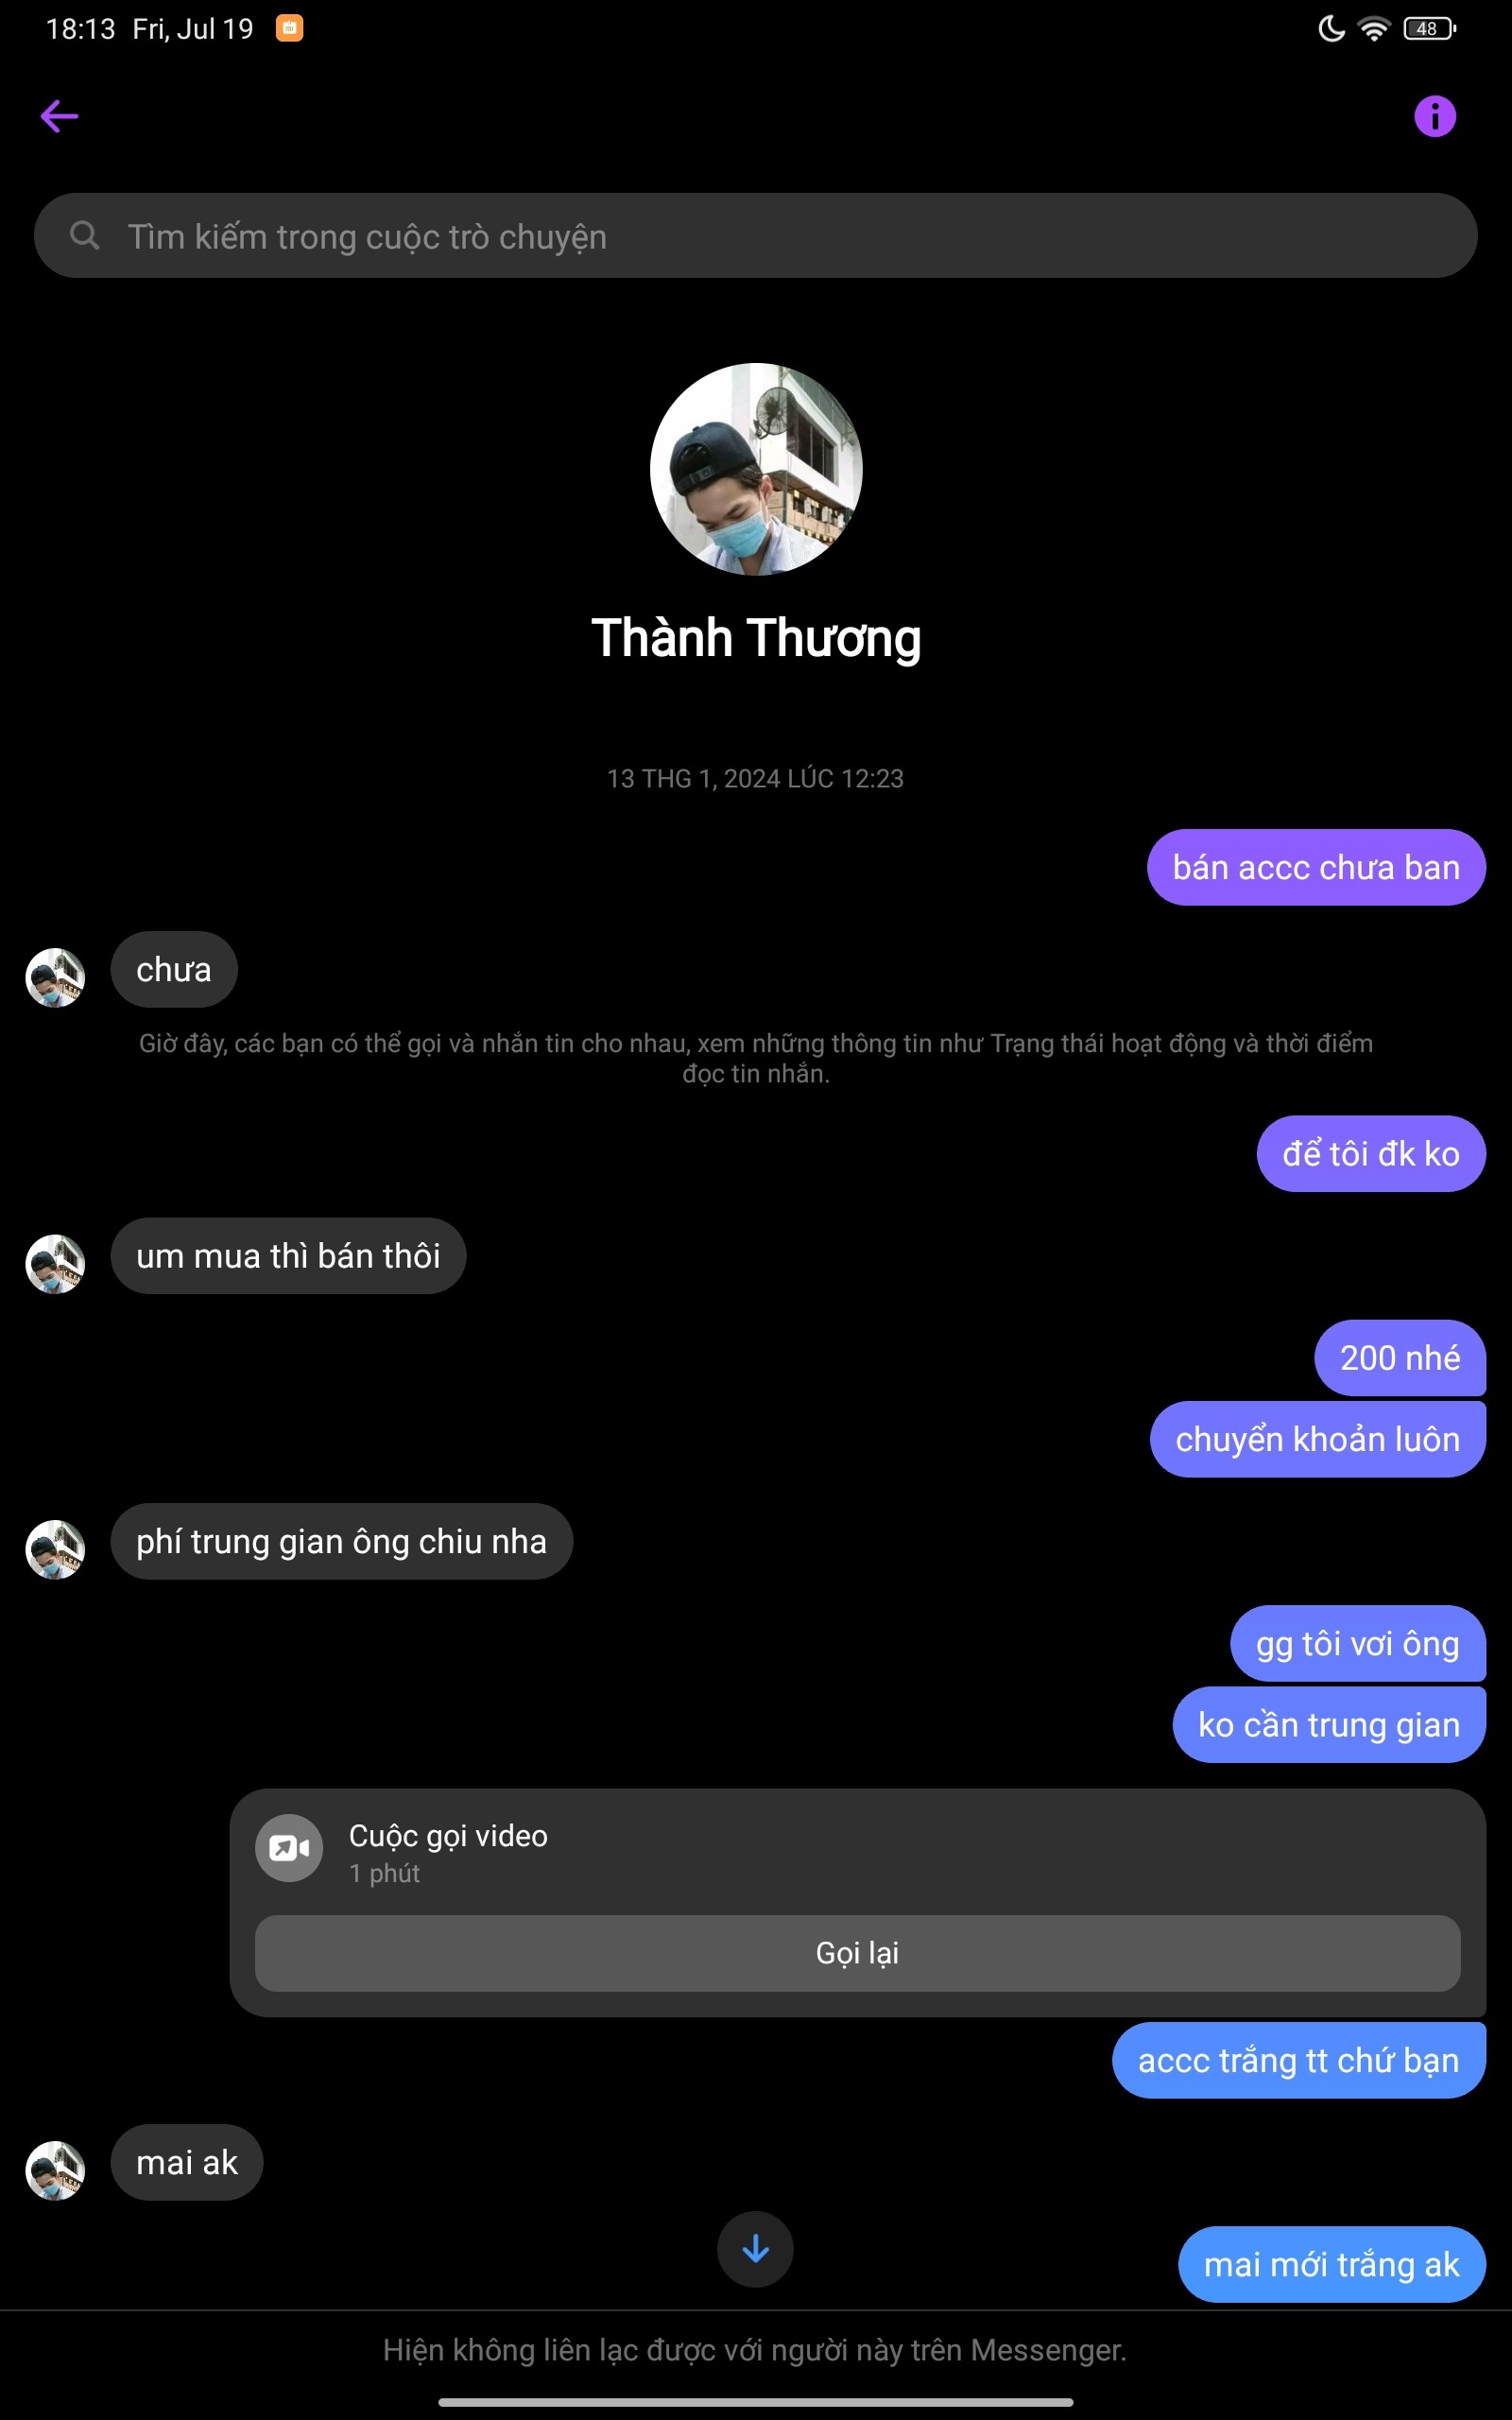 18:13 Fri, Jul 19
48
Tìm kiếm trong cuộc trò chuyện
Thành Thương
13 THG 1, 2024 LÚC 12:23
bán accc chưa ban
chưa
Giờ đây, các bạn có thể gọi và nhắn tin cho nhau, xem những thông tin như Trạng thái hoạt động và thời điểm
đọc tin nhắn.
để tôi đk ko
um mua thì bán thôi
200 nhé
chuyển khoản luôn
phí trung gian ông chiu nha
gg tôi vơi ông
ko cần trung gian
Cuộc gọi video
1 phút
Gọi lại
accc trắng tt chứ bạn
mai ak
mai mới trắng ak
Hiện không liên lạc được với người này trên Messenger.